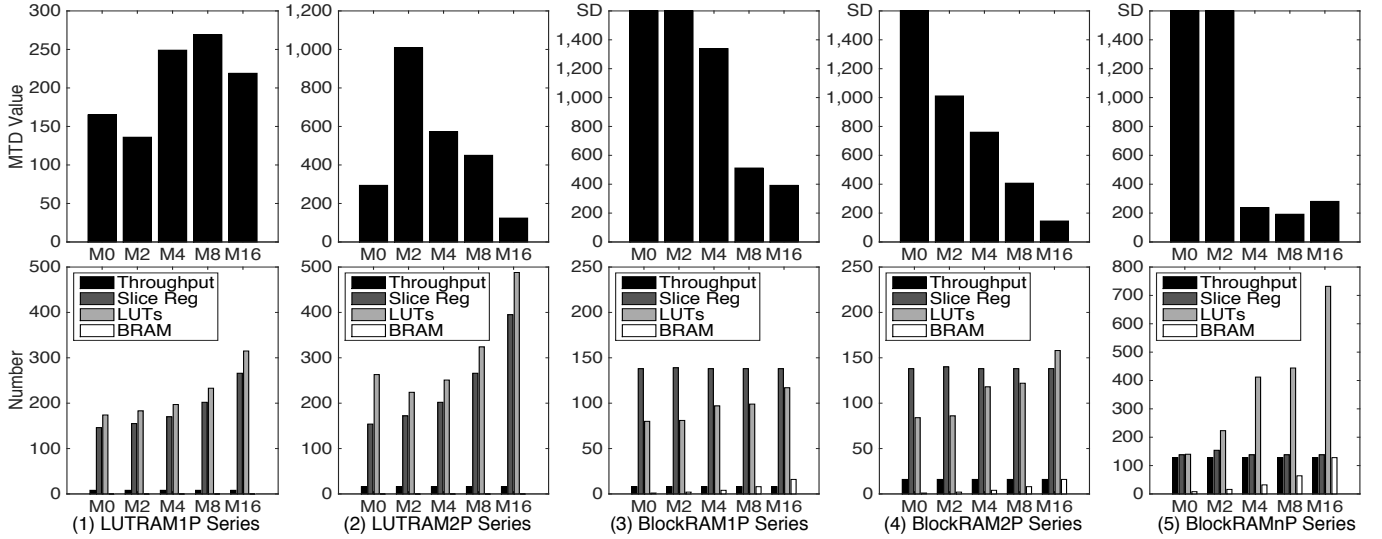 MTD Value
300
250
200
150
100
50
0
M0 M2 M4 M8 M16
1,200
1,000
800
600
400
200
0
M0 M2 M4 M8 M16
SD
1,400
1,200
1,000
800
600
400
200
0
M0 M2 M4 M8 M16
SD
1,400
1,200
1,000
800
600
400
200
0
M0 M2 M4 M8 M16
SD
1,400
1,200
1,000
800
600
400
200
0
M0 M2 M4 M8 M16
Number
500
400
300
200
100
0
Throughput
Slice Reg
LUTs
BRAM
M0 M2 M4 M8 M16
(1) LUTRAM1P Series
500
400
300
200
100
0
Throughput
Slice Reg
LUTs
BRAM
M0 M2 M4 M8 M16
(2) LUTRAM2P Series
250
200
150
100
50
0
Throughput
Slice Reg
LUTs
BRAM
M0 M2 M4 M8 M16
(3) BlockRAM1P Series
250
200
150
100
50
0
Throughput
Slice Reg
LUTs
BRAM
M0 M2 M4 M8 M16
(4) BlockRAM2P Series
800
700
600
500
400
300
200
100
0
Throughput
Slice Reg
LUTs
BRAM
M0 M2 M4 M8 M16
(5) BlockRAMnP Series